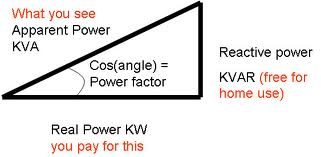 What you see
Apparent Power
KVA
Cos(angle) =
Power factor
Reactive power
KVAR (free for
home use)
Real Power KW
you pay for this